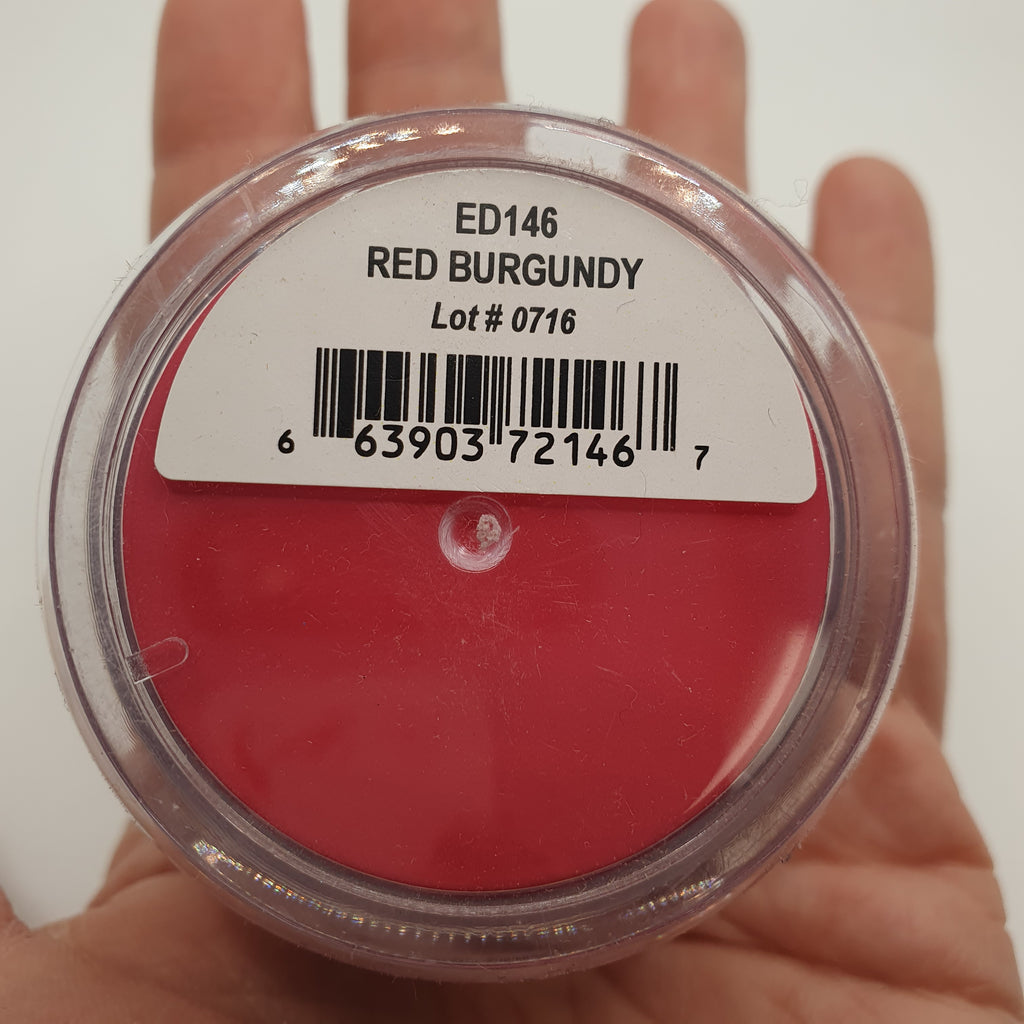 ED146
RED BURGUNDY
Lot # 0716
6 63903 72146 7